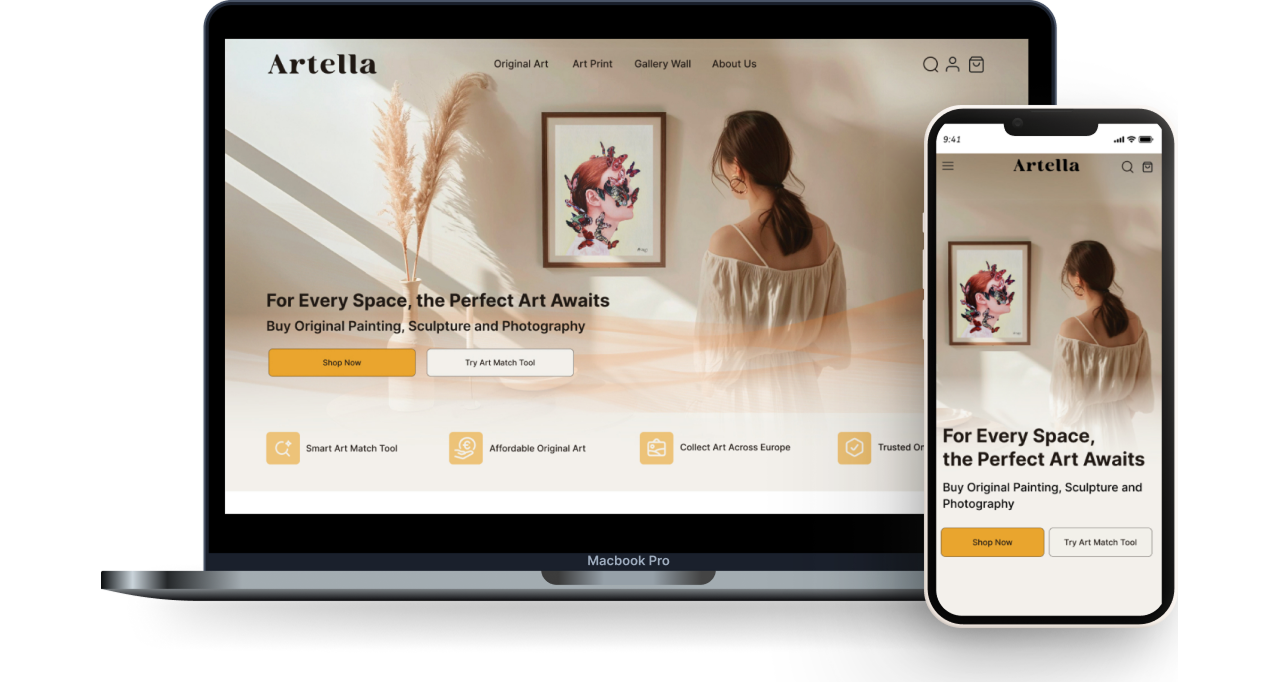 Artella
Original Art Art Print Gallery Wall About Us
For Every Space, the Perfect Art Awaits
Buy Original Painting, Sculpture and Photography
Shop Now Try Art Match Tool
Smart Art Match Tool Affordable Original Art Collect Art Across Europe Trusted Or
Macbook Pro
9:41
Artella
For Every Space,
the Perfect Art Awaits
Buy Original Painting, Sculpture and
Photography
Shop Now Try Art Match Tool